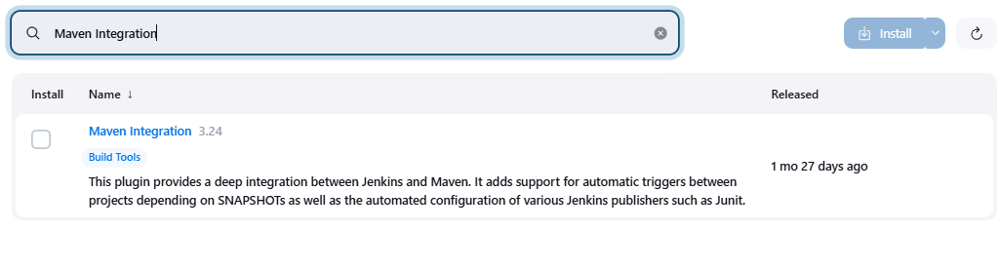 Maven Integration
Install
Install Name ↓ Released
Maven Integration 3.24
Build Tools
1 mo 27 days ago
This plugin provides a deep integration between Jenkins and Maven. It adds support for automatic triggers between
projects depending on SNAPSHOTs as well as the automated configuration of various Jenkins publishers such as Junit.